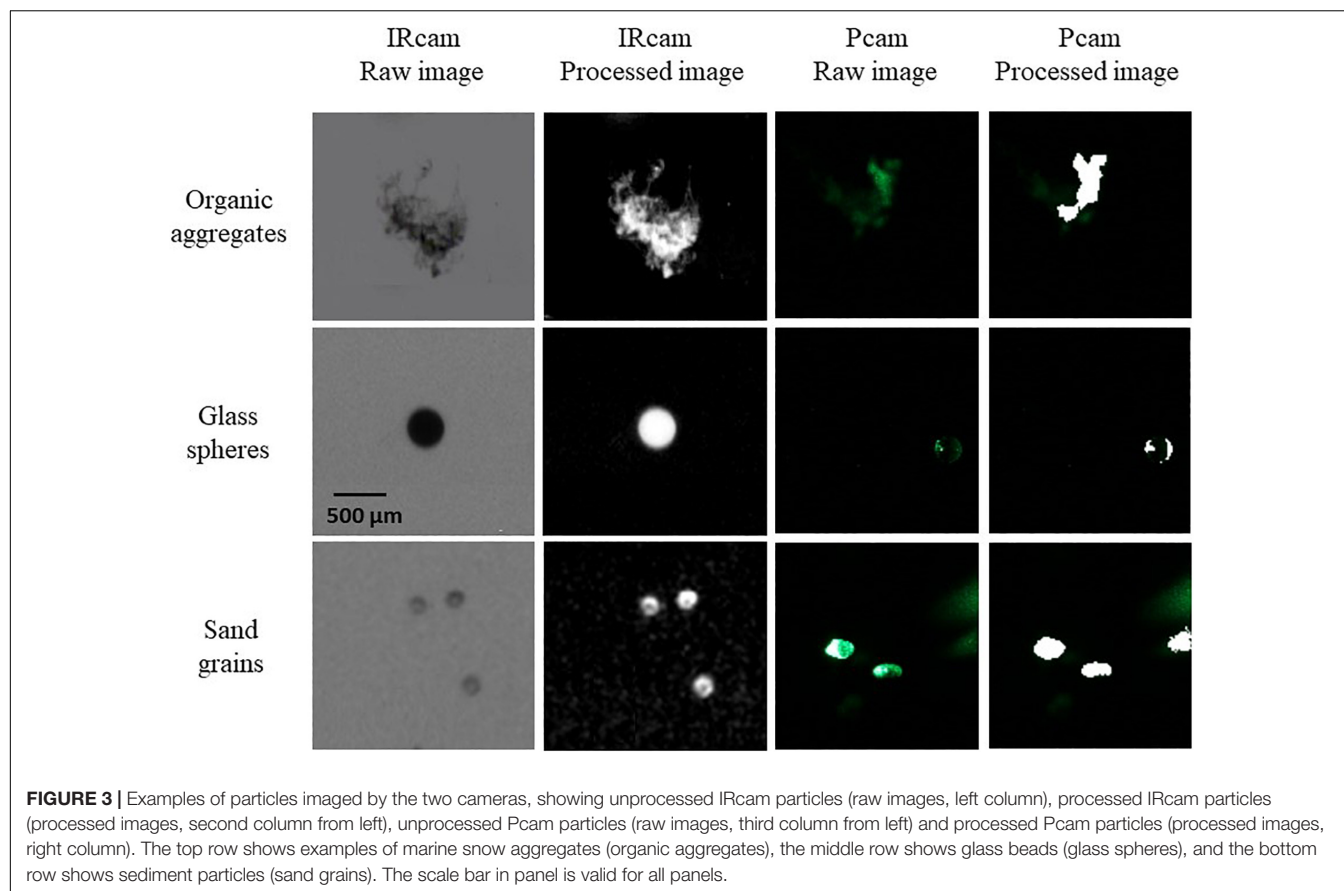 IRcam
Raw image
IRcam
Processed image
Pcam
Raw image
Pcam
Processed image
Organic
aggregates
Glass
spheres
500 µm
Sand
grains
FIGURE 3 | Examples of particles imaged by the two cameras, showing unprocessed IRcam particles (raw images, left column), processed IRcam particles
(processed images, second column from left), unprocessed Pcam particles (raw images, third column from left) and processed Pcam particles (processed images,
right column). The top row shows examples of marine snow aggregates (organic aggregates), the middle row shows glass beads (glass spheres), and the bottom
row shows sediment particles (sand grains). The scale bar in panel is valid for all panels.